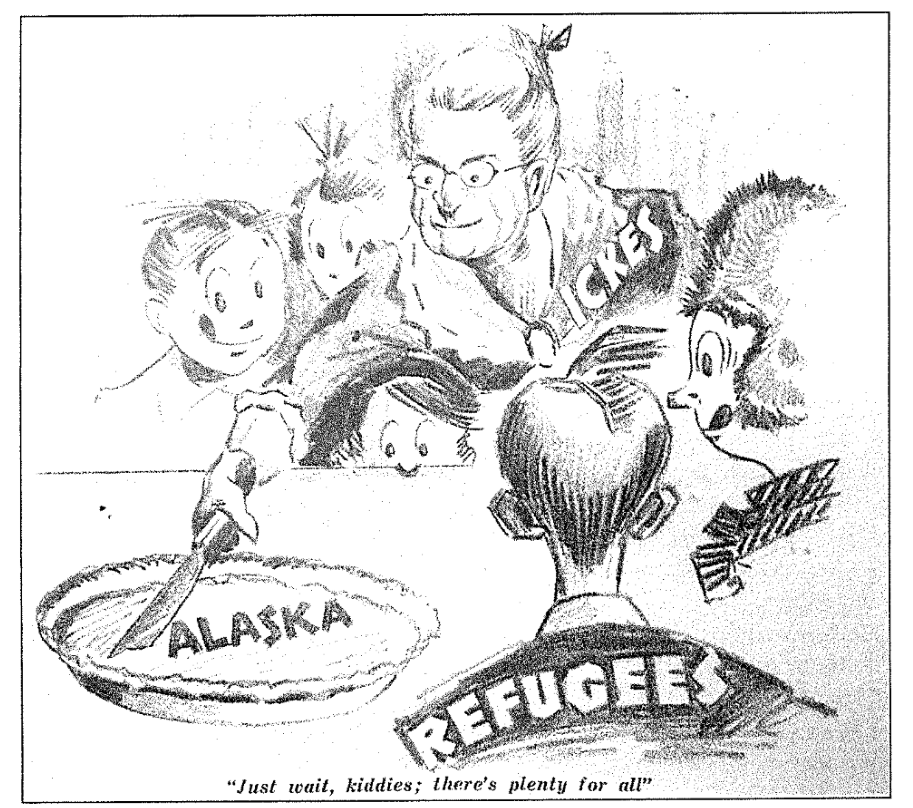 ICKES
ALASKA
REFUGEES
"Just wait, kiddies; there's plenty for all"